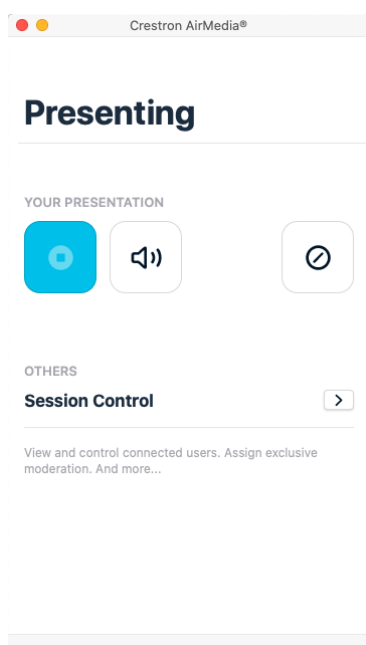 Crestron AirMedia®
Presenting
YOUR PRESENTATION
OTHERS
Session Control
View and control connected users. Assign exclusive
moderation. And more...